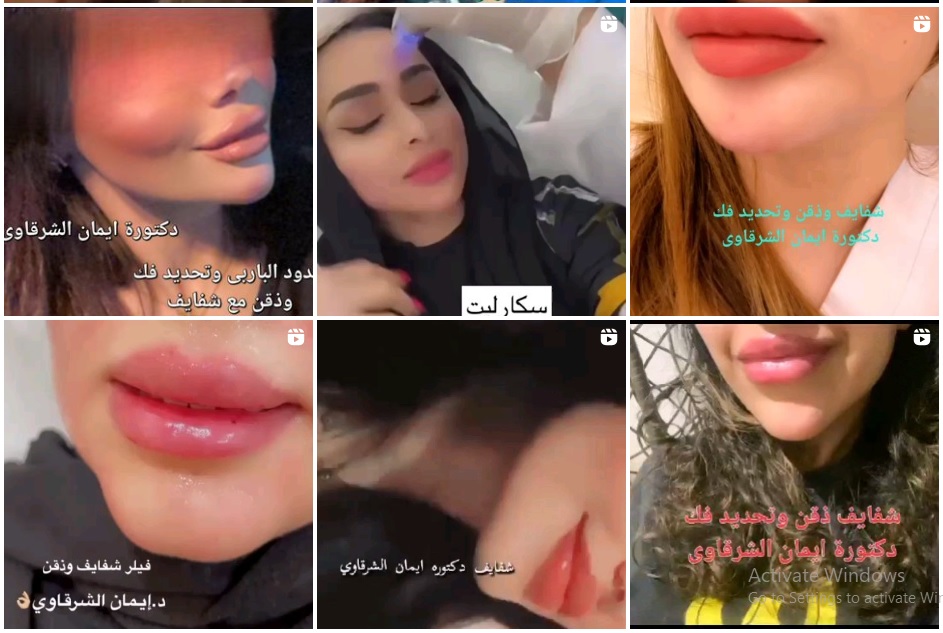 دكتورة ايمان الشرقاوي
دود الباربي وتحديد فك
وذقن مع شفايف
سكارليت
شفايف وذقن وتحديد فك
دكتورة ايمان الشرقاوى
فيلر شفايف وذقن
د.إيمان الشرقاوي👌🏼
شفايف دكتوره ايمان الشرقاوي
شفايف ذقن وتحديد فك
دكتورة ايمان الشرقاوى
Activate Windows
Go to Settings to activate Wi